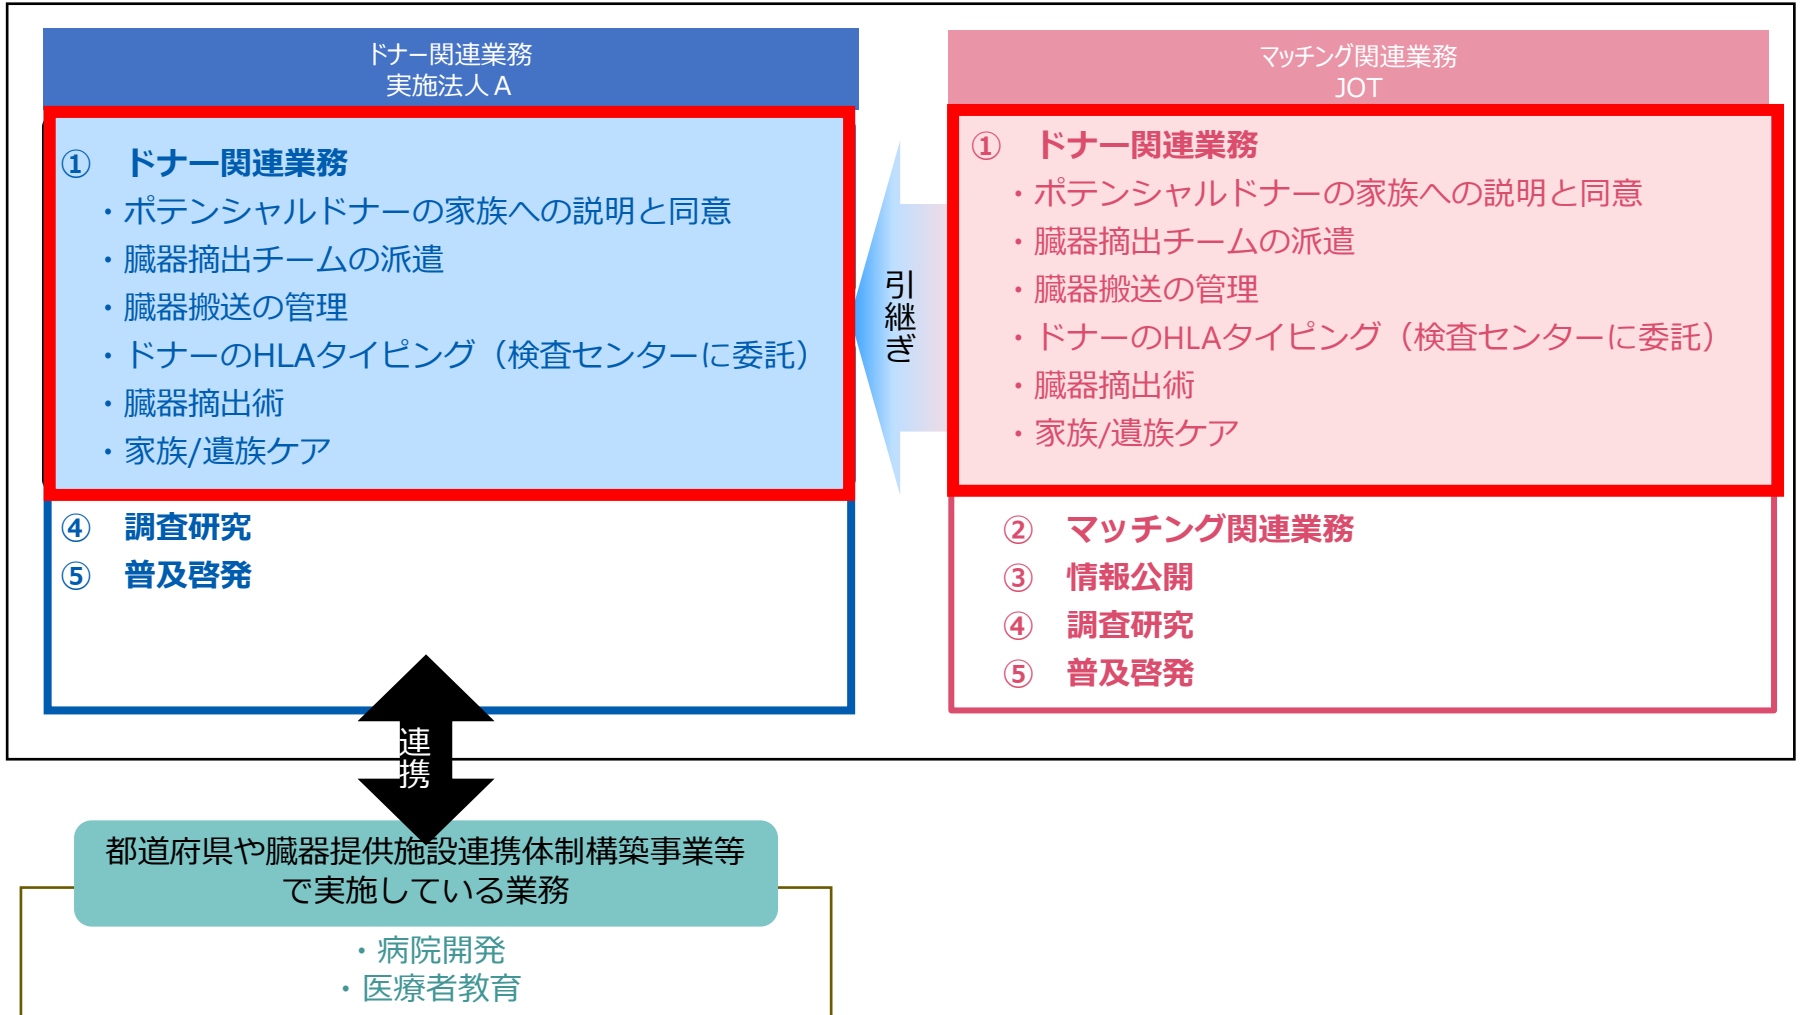 ドナー関連業務
実施法人A
① ドナー関連業務
・ポテンシャルドナーの家族への説明と同意
・臓器摘出チームの派遣
・臓器搬送の管理
・ドナーのHLAタイピング（検査センターに委託）
・臓器摘出術
・家族/遺族ケア
④ 調査研究
⑤ 普及啓発
引継ぎ
マッチング関連業務
JOT
① ドナー関連業務
・ポテンシャルドナーの家族への説明と同意
・臓器摘出チームの派遣
・臓器搬送の管理
・ドナーのHLAタイピング（検査センターに委託）
・臓器摘出術
・家族/遺族ケア
② マッチング関連業務
③ 情報公開
④ 調査研究
⑤ 普及啓発
連携
都道府県や臓器提供施設連携体制構築事業等
で実施している業務
・病院開発
・医療者教育